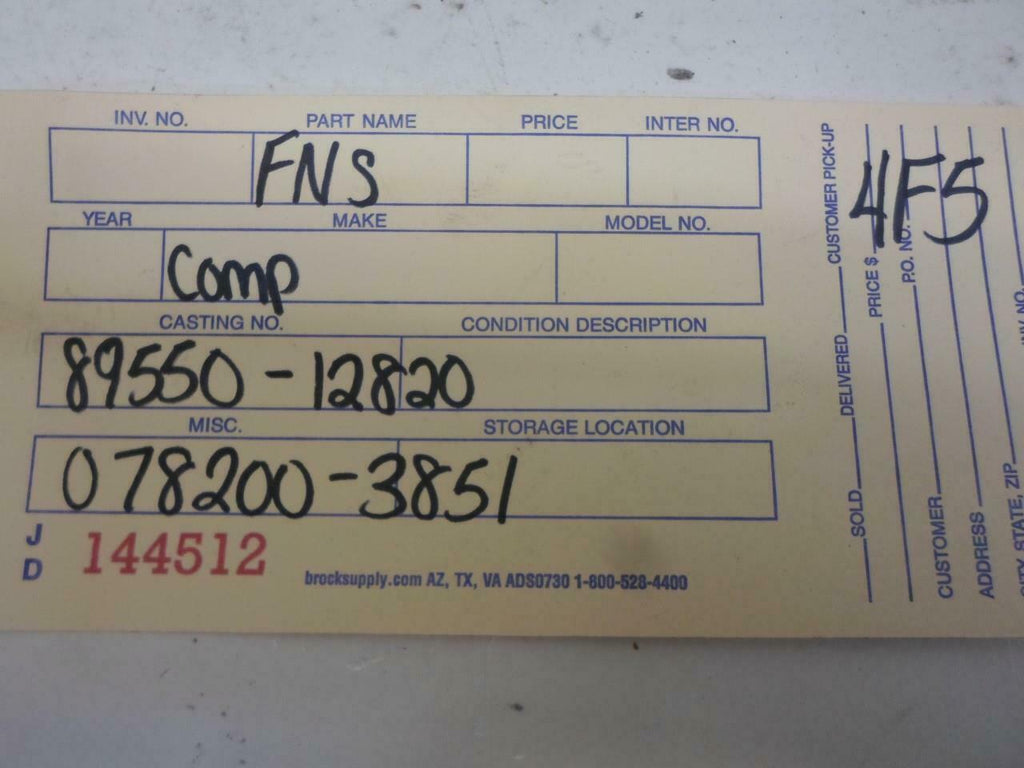 INV. NO. PART NAME PRICE INTER NO.
FNS
YEAR MAKE MODEL NO.
Comp
CASTING NO. CONDITION DESCRIPTION
89550-12820
MISC. STORAGE LOCATION
078200-3851
J
D
144512
brocksupply.com AZ, TX, VA ADS0730 1-800-528-4400
SOLD DELIVERED CUSTOMER PICK-UP
PRICE $
P.O. NO.
4F5
CUSTOMER
ADDRESS
CITY, STATE, ZIP
INV. NO.